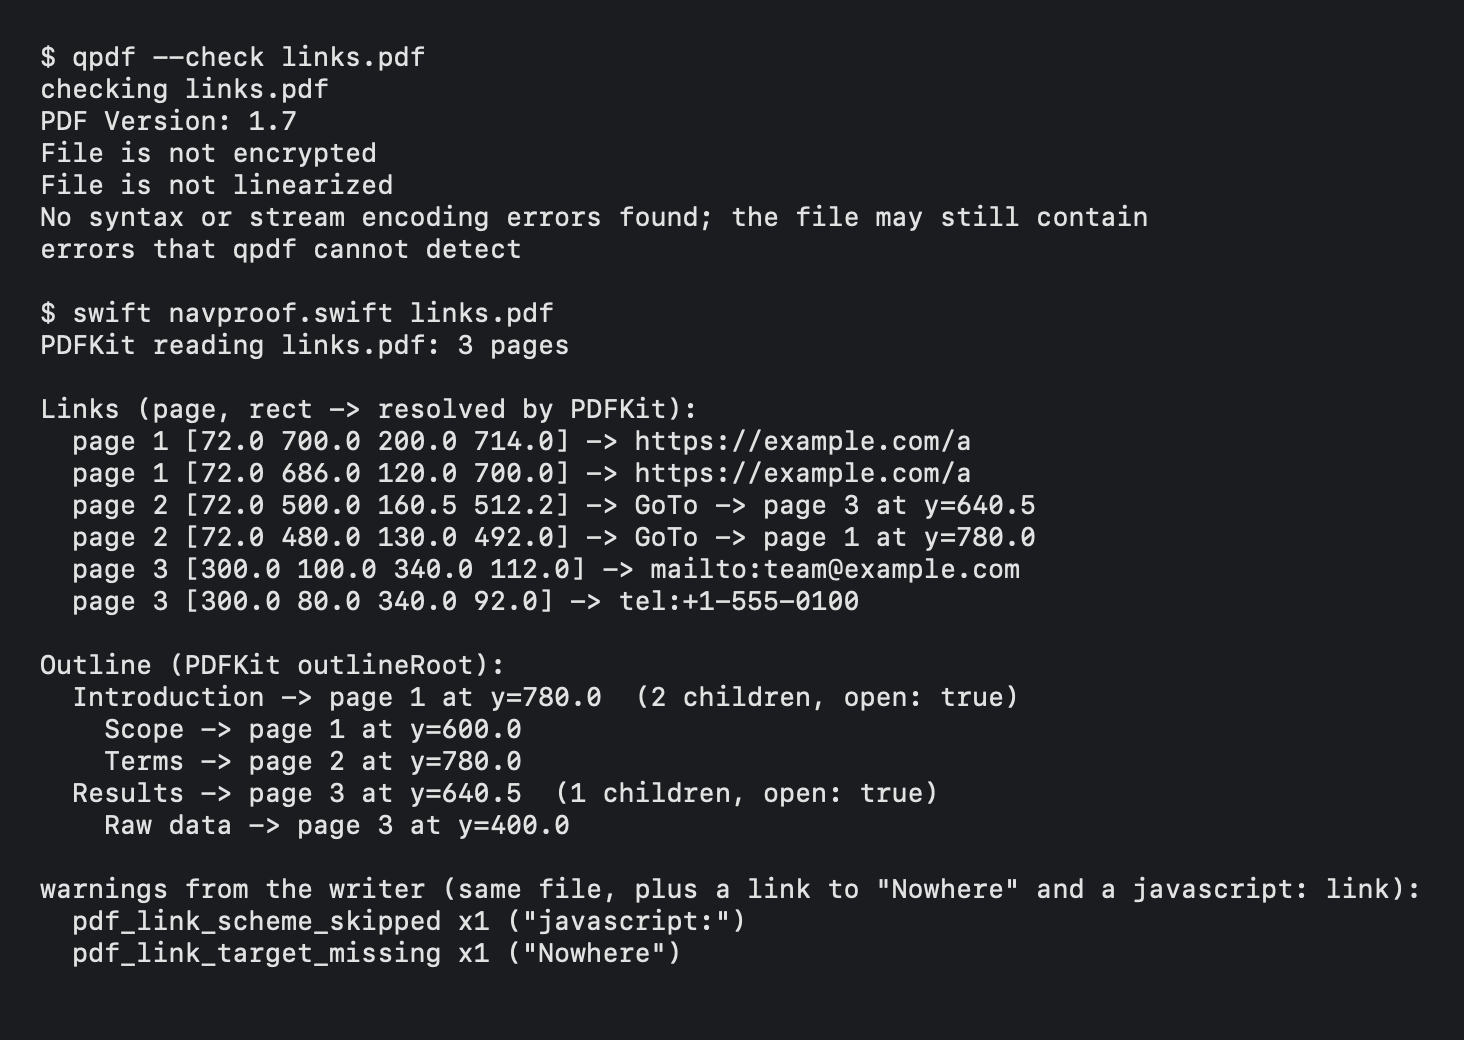 $ qpdf --check links.pdf
checking links.pdf
PDF Version: 1.7
File is not encrypted
File is not linearized
No syntax or stream encoding errors found; the file may still contain
errors that qpdf cannot detect

$ swift navproof.swift links.pdf
PDFKit reading links.pdf: 3 pages

Links (page, rect -> resolved by PDFKit):
  page 1 [72.0 700.0 200.0 714.0] -> https://example.com/a
  page 1 [72.0 686.0 120.0 700.0] -> https://example.com/a
  page 2 [72.0 500.0 160.5 512.2] -> GoTo -> page 3 at y=640.5
  page 2 [72.0 480.0 130.0 492.0] -> GoTo -> page 1 at y=780.0
  page 3 [300.0 100.0 340.0 112.0] -> mailto:team@example.com
  page 3 [300.0 80.0 340.0 92.0] -> tel:+1-555-0100

Outline (PDFKit outlineRoot):
  Introduction -> page 1 at y=780.0  (2 children, open: true)
    Scope -> page 1 at y=600.0
    Terms -> page 2 at y=780.0
  Results -> page 3 at y=640.5  (1 children, open: true)
    Raw data -> page 3 at y=400.0

warnings from the writer (same file, plus a link to "Nowhere" and a javascript: link):
  pdf_link_scheme_skipped x1 ("javascript:")
  pdf_link_target_missing x1 ("Nowhere")